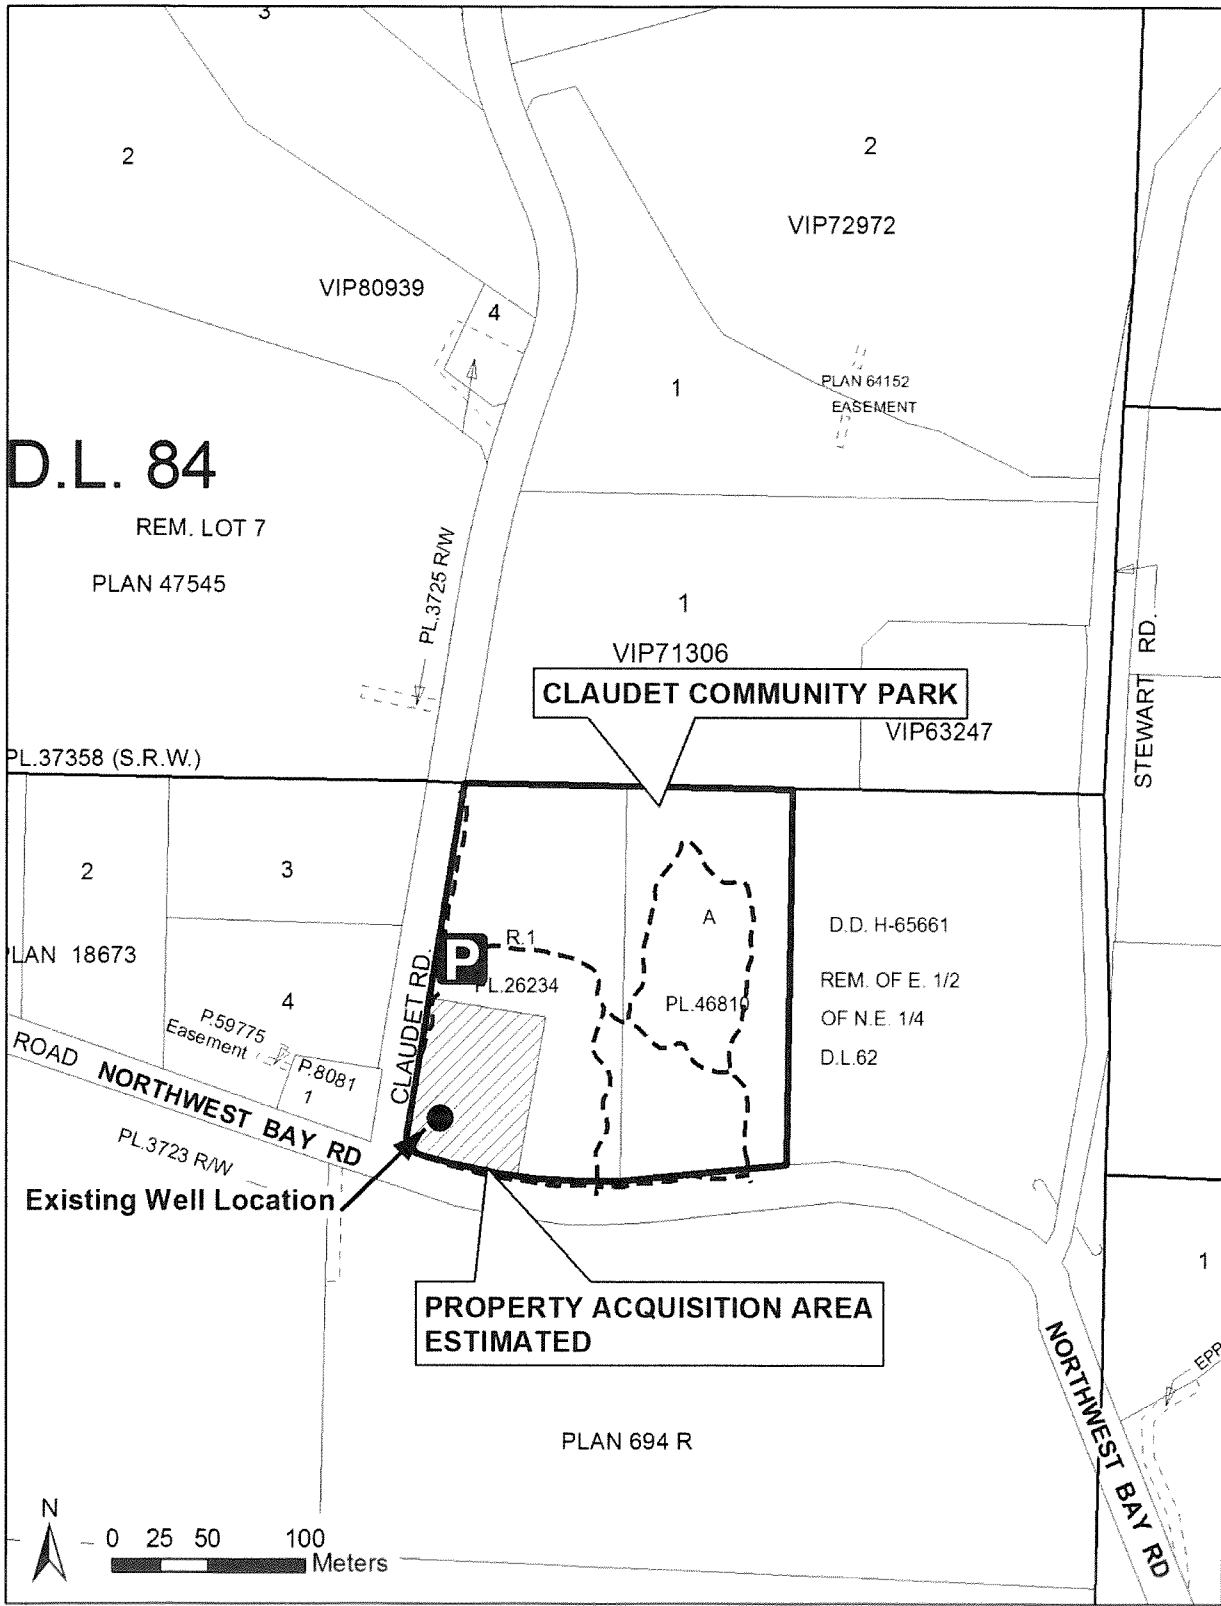 3
2
2
VIP72972
VIP80939
4
1
PLAN 64152
EASEMENT
D.L. 84
REM. LOT 7
PLAN 47545
PL.3725 R/W
1
VIP71306
CLAUDET COMMUNITY PARK
VIP63247
STEWART RD.
PL.37358 (S.R.W.)
2
3
A
D.D. H-65661
R.1
P
PLAN 18673
PL.26234
CLAUDET RD.
PL.46810
REM. OF E. 1/2
OF N.E. 1/4
D.L.62
4
P.59775
Easement
P.8081
1
ROAD
NORTHWEST BAY RD
PL.3723 R/W
Existing Well Location
1
PROPERTY ACQUISITION AREA
ESTIMATED
NORTHWEST BAY RD
EPP
PLAN 694 R
N
0 25 50 100
Meters